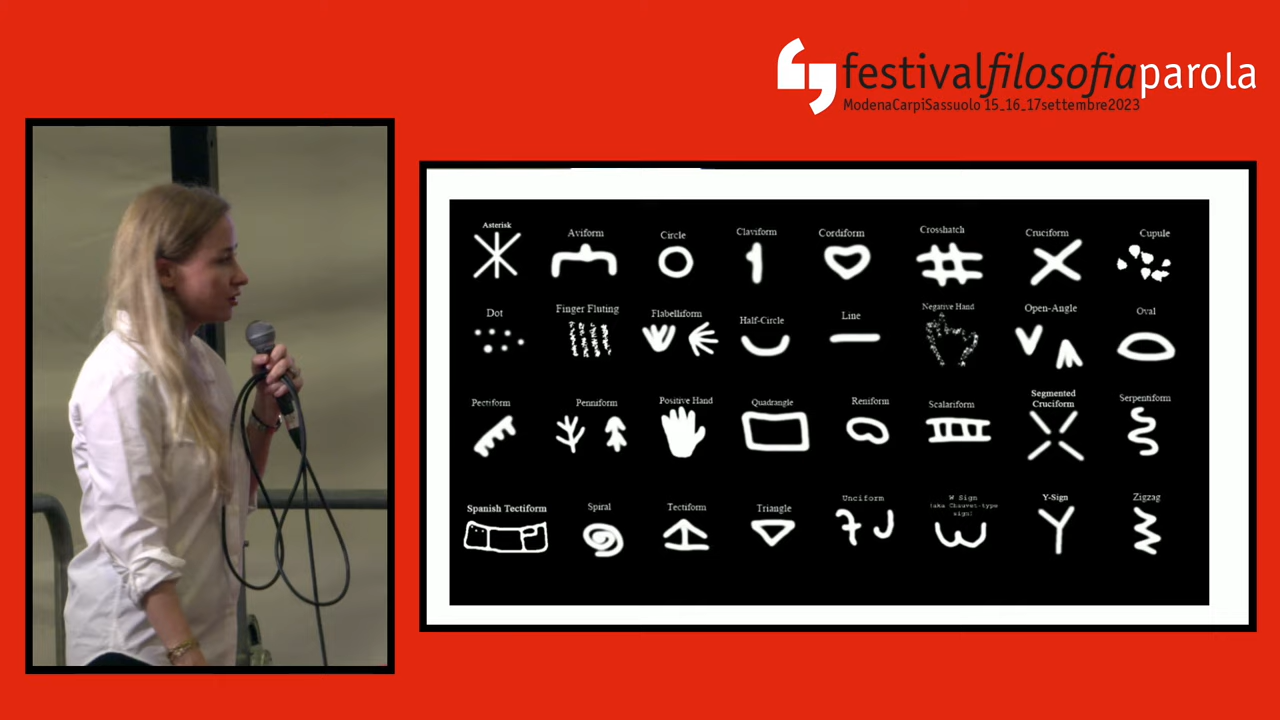 festivalfilosofiaparola
ModenaCarpiSassuolo 15_16_17settembre2023
Asterisk
Aviform
Circle
Claviform
Cordiform
Crosshatch
Cruciform
Cupule
Dot
Finger Fluting
Flabelliform
Half-Circle
Line
Negative Hand
Open-Angle
Oval
Pectiform
Penniform
Positive Hand
Quadrangle
Reniform
Scalariform
Segmented
Cruciform
Serpentiform
Spanish Tectiform
Spiral
Tectiform
Triangle
Unciform
W Sign
(aka Chauvet-type
sign)
Y-Sign
Zigzag